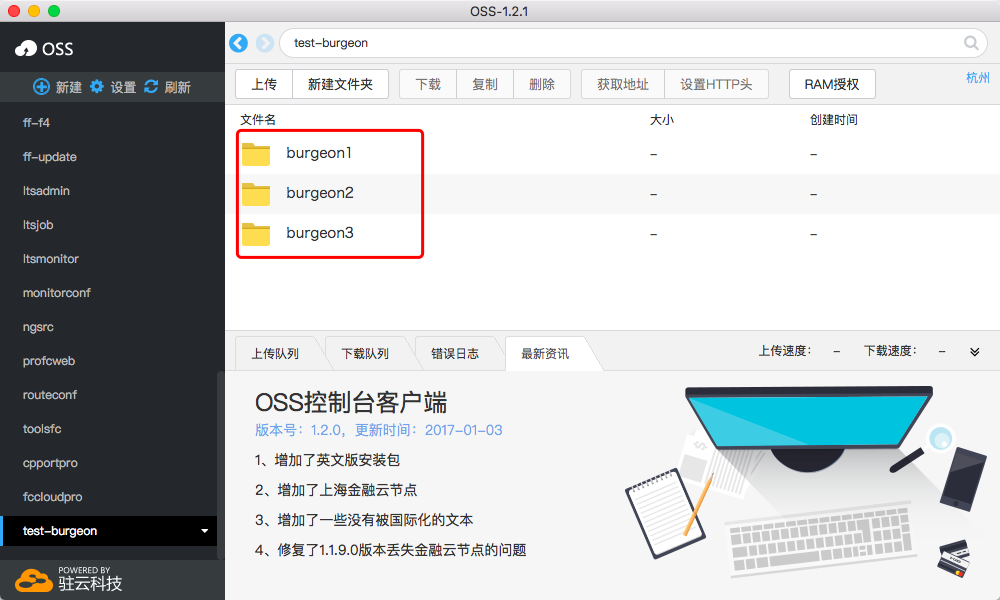 OSS-1.2.1
OSS
新建 设置 刷新
ff-f4
ff-update
ltsadmin
ltsjob
ltsmonitor
monitorconf
ngsrc
profcweb
routeconf
toolsfc
cpportpro
fccloudpro
test-burgeon
POWERED BY
驻云科技
test-burgeon
上传 新建文件夹 下载 复制 删除 获取地址 设置HTTP头 RAM授权 杭州
文件名 大小 创建时间
burgeon1 – –
burgeon2 – –
burgeon3 – –
上传队列 下载队列 错误日志 最新资讯 上传速度： – 下载速度： –
OSS控制台客户端
版本号：1.2.0，更新时间：2017-01-03
1、增加了英文版安装包
2、增加了上海金融云节点
3、增加了一些没有被国际化的文本
4、修复了1.1.9.0版本丢失金融云节点的问题